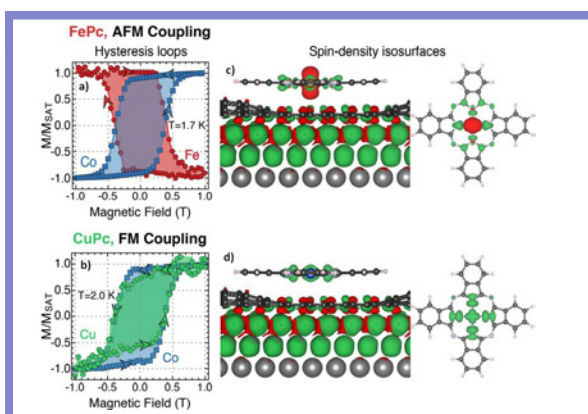 FePc, AFM Coupling
Hysteresis loops
Spin-density isosurfaces
1.0
0.5
0.0
-0.5
-1.0
M/MSAT
a)
T=1.7 K
Co
Fe
-1.0 -0.5 0.0 0.5 1.0
Magnetic Field (T)
c)
CuPc, FM Coupling
1.0
0.5
0.0
-0.5
-1.0
M/MSAT
b)
T=2.0 K
Cu
Co
-1.0 -0.5 0.0 0.5 1.0
Magnetic Field (T)
d)